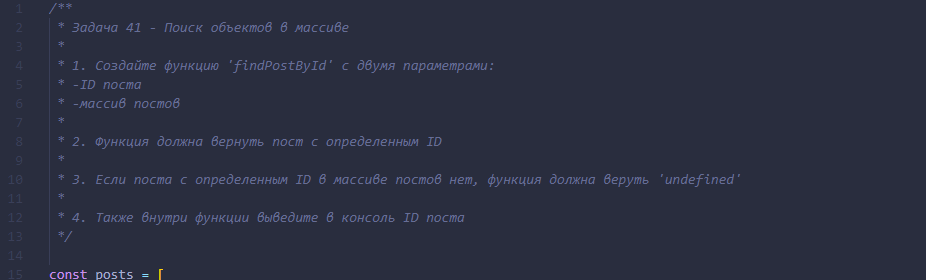 1 /**
2 * Задача 41 - Поиск объектов в массиве
3 *
4 * 1. Создайте функцию 'findPostById' с двумя параметрами:
5 * -ID поста
6 * -массив постов
7 *
8 * 2. Функция должна вернуть пост с определенным ID
9 *
10 * 3. Если поста с определенным ID в массиве постов нет, функция должна веруть 'undefined'
11 *
12 * 4. Также внутри функции выведите в консоль ID поста
13 */
14
15 const posts = [